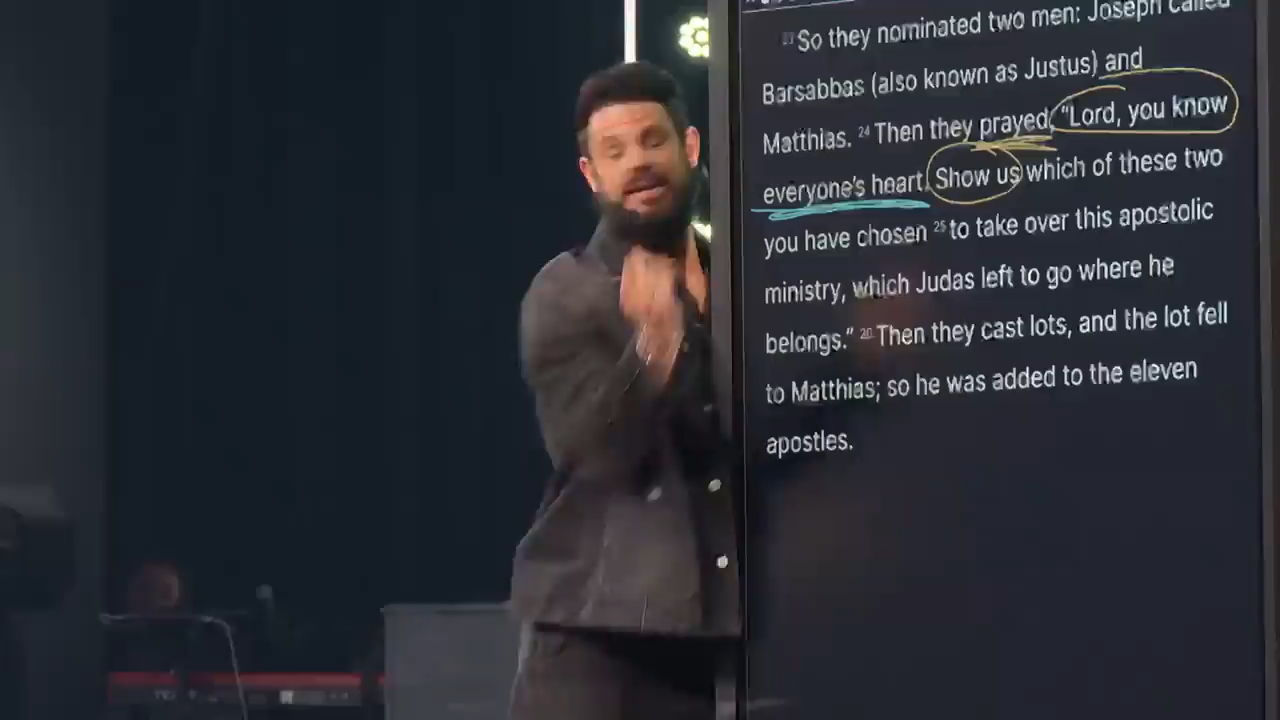 23 So they nominated two men: Joseph called
Barsabbas (also known as Justus) and
Matthias. 24 Then they prayed, “Lord, you know
everyone’s heart. Show us which of these two
you have chosen 25 to take over this apostolic
ministry, which Judas left to go where he
belongs.” 26 Then they cast lots, and the lot fell
to Matthias; so he was added to the eleven
apostles.